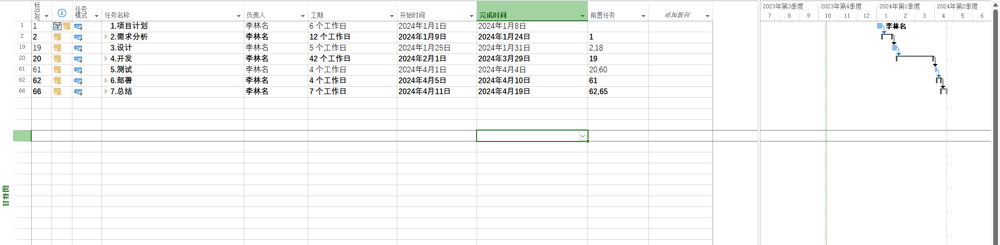 标识号 任务模式 任务名称 负责人 工期 开始时间 完成时间 前置任务 添加新列
1 1 1.项目计划 李林名 6 个工作日 2024年1月1日 2024年1月8日
2 2 2.需求分析 李林名 12 个工作日 2024年1月9日 2024年1月24日 1
19 19 3.设计 李林名 5 个工作日 2024年1月25日 2024年1月31日 2,18
20 20 4.开发 李林名 42 个工作日 2024年2月1日 2024年3月29日 19
61 61 5.测试 李林名 4 个工作日 2024年4月1日 2024年4月4日 20,60
62 62 6.部署 李林名 4 个工作日 2024年4月5日 2024年4月10日 61
66 66 7.总结 李林名 7 个工作日 2024年4月11日 2024年4月19日 62,65
甘特图
2023年第3季度 2023年第4季度 2024年第1季度 2024年第2季度
7 8 9 10 11 12 1 2 3 4 5 6
李林名